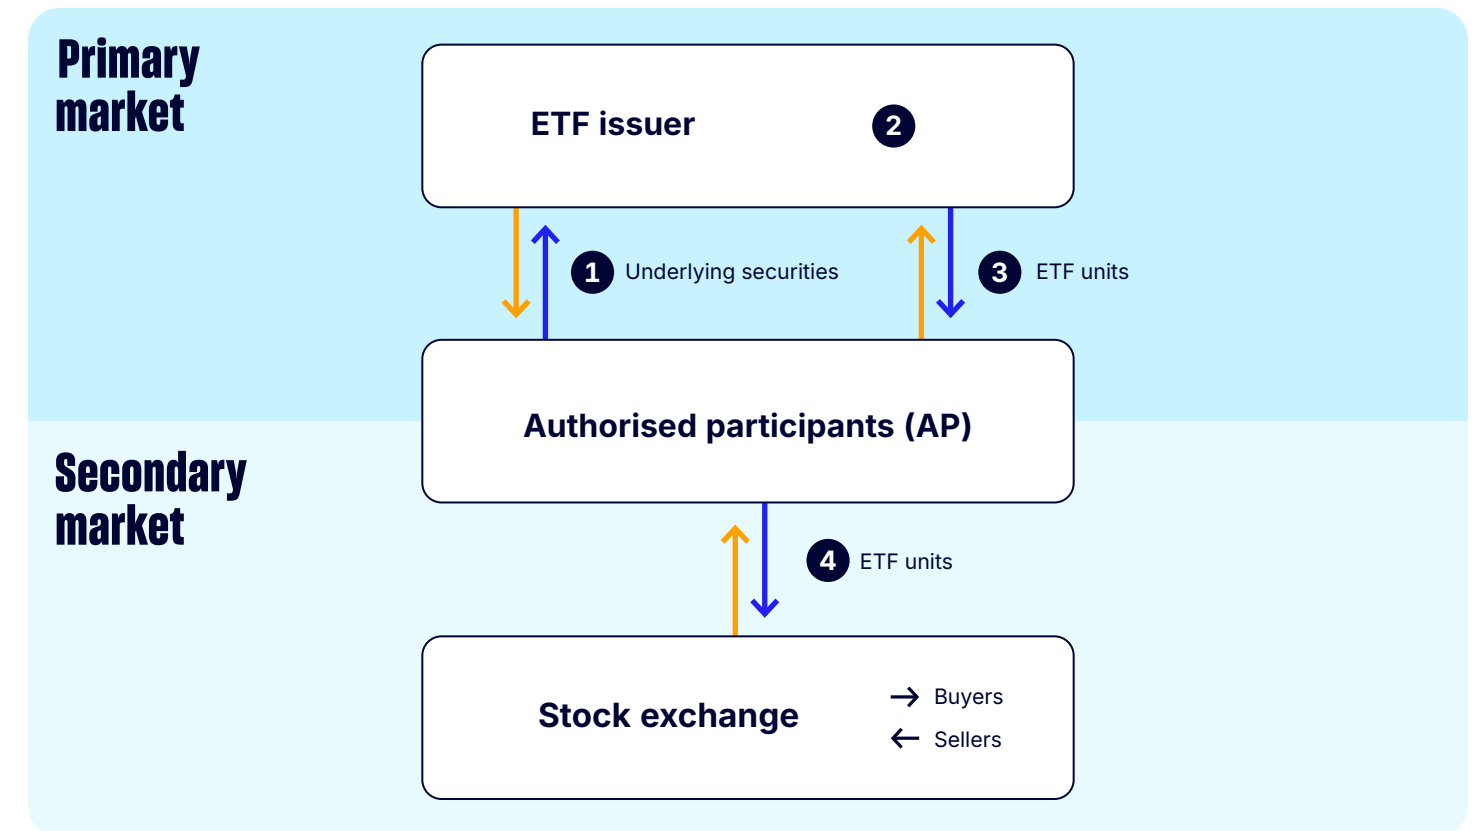 Primary
market
ETF issuer
2
1 Underlying securities
3 ETF units
Authorised participants (AP)
Secondary
market
4 ETF units
Stock exchange
Buyers
Sellers